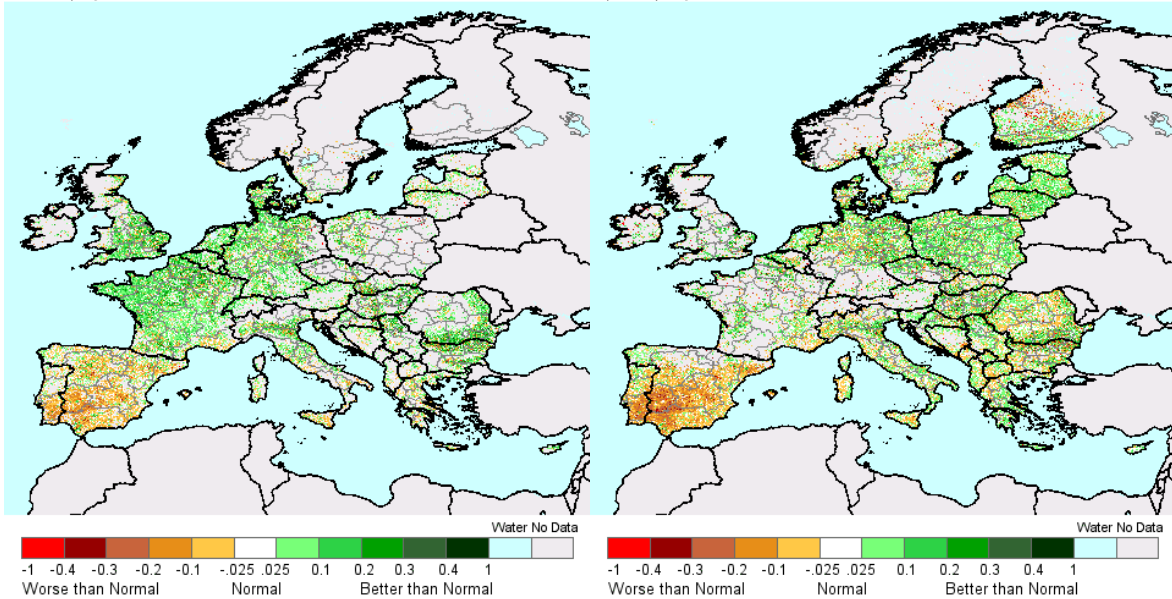 Water No Data
-1 -0.4 -0.3 -0.2 -0.1 -.025 .025 0.1 0.2 0.3 0.4 1
Worse than Normal Normal Better than Normal
Water No Data
-1 -0.4 -0.3 -0.2 -0.1 -.025 .025 0.1 0.2 0.3 0.4 1
Worse than Normal Normal Better than Normal